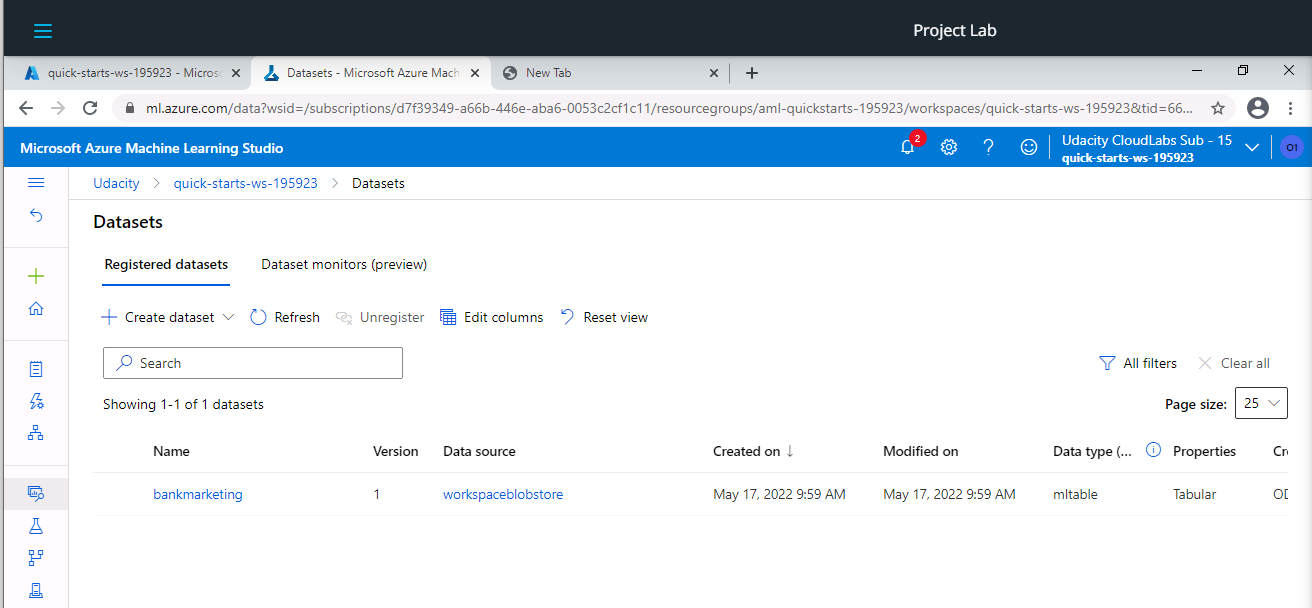 Project Lab
quick-starts-ws-195923 - Micros
Datasets - Microsoft Azure Mach
New Tab
ml.azure.com/data?wsid=/subscriptions/d7f39349-a66b-446e-aba6-0053c2cf1c11/resourcegroups/aml-quickstarts-195923/workspaces/quick-starts-ws-195923&tid=66...
Microsoft Azure Machine Learning Studio
2
Udacity CloudLabs Sub - 15
quick-starts-ws-195923
O1
Udacity > quick-starts-ws-195923 > Datasets
Datasets
Registered datasets Dataset monitors (preview)
Create dataset Refresh Unregister Edit columns Reset view
Search
All filters Clear all
Showing 1-1 of 1 datasets
Page size: 25
Name Version Data source Created on ↓ Modified on Data type (... Properties Cr
bankmarketing 1 workspaceblobstore May 17, 2022 9:59 AM May 17, 2022 9:59 AM mltable Tabular OD